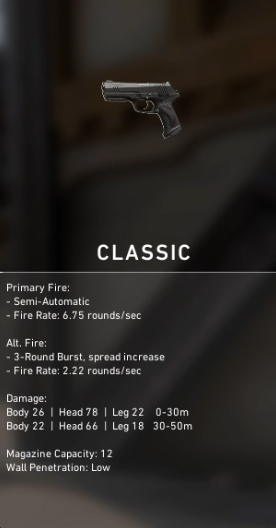 CLASSIC
Primary Fire:
- Semi-Automatic
- Fire Rate: 6.75 rounds/sec
Alt. Fire:
- 3-Round Burst, spread increase
- Fire Rate: 2.22 rounds/sec
Damage:
Body 26 | Head 78 | Leg 22 0-30m
Body 22 | Head 66 | Leg 18 30-50m
Magazine Capacity: 12
Wall Penetration: Low